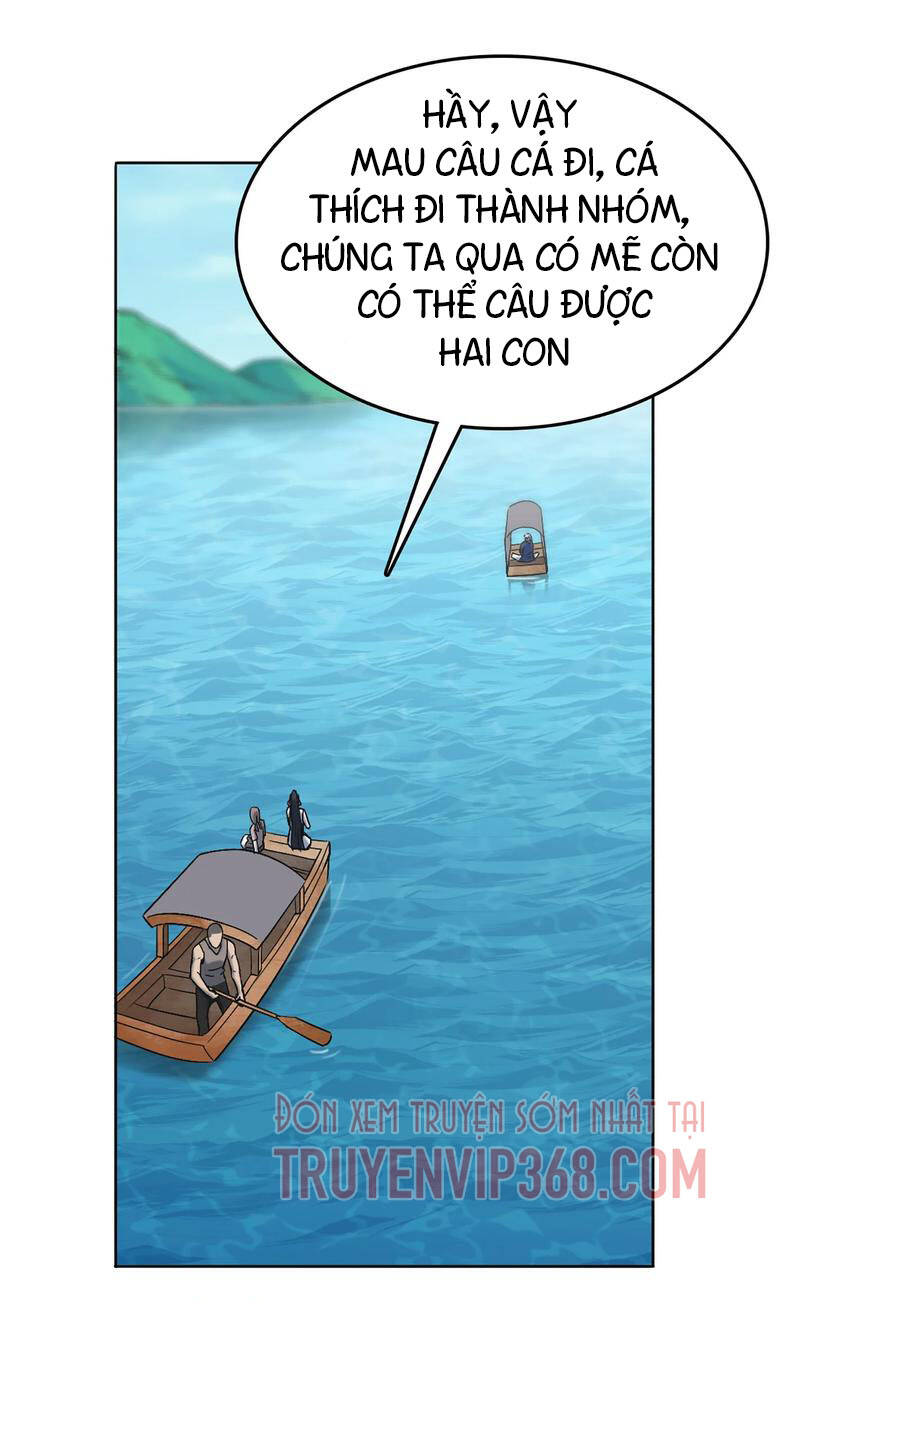 HẦY, VẬY
MAU CÂU CÁ ĐI, CÁ
THÍCH ĐI THÀNH NHÓM,
CHÚNG TA QUA CÓ MẼ CÒN
CÓ THỂ CÂU ĐƯỢC
HAI CON
ĐÓN XEM TRUYỆN SỚM NHẤT TẠI
TRUYENVIP368.COM